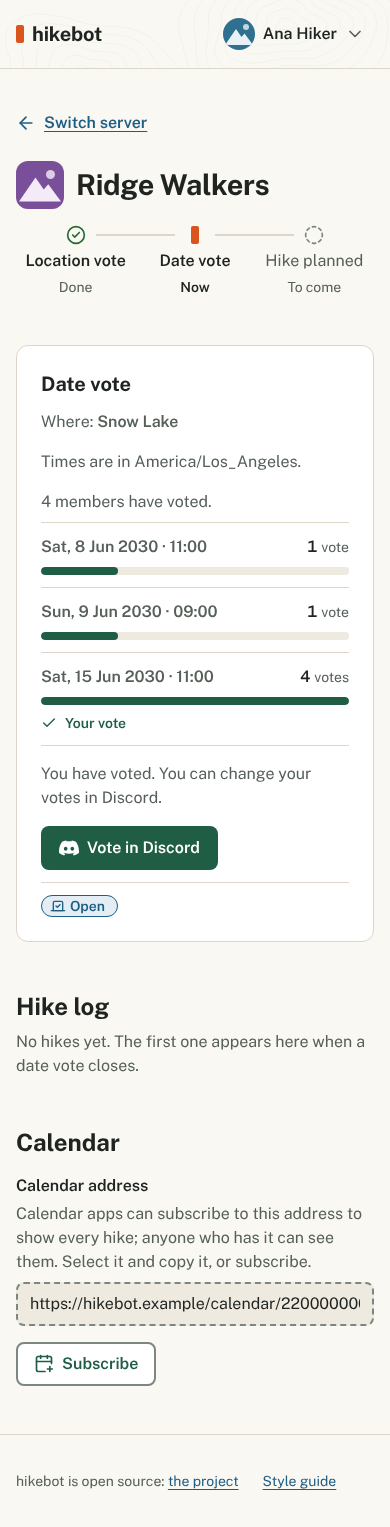 hikebot
Ana Hiker
Switch server
Ridge Walkers
Location vote
Done
Date vote
Now
Hike planned
To come
Date vote
Where: Snow Lake
Times are in America/Los_Angeles.
4 members have voted.
Sat, 8 Jun 2030 · 11:00 1 vote
Sun, 9 Jun 2030 · 09:00 1 vote
Sat, 15 Jun 2030 · 11:00 4 votes
Your vote
You have voted. You can change your
votes in Discord.
Vote in Discord
Open
Hike log
No hikes yet. The first one appears here when a
date vote closes.
Calendar
Calendar address
Calendar apps can subscribe to this address to
show every hike; anyone who has it can see
them. Select it and copy it, or subscribe.
https://hikebot.example/calendar/22000000
Subscribe
hikebot is open source: the project
Style guide